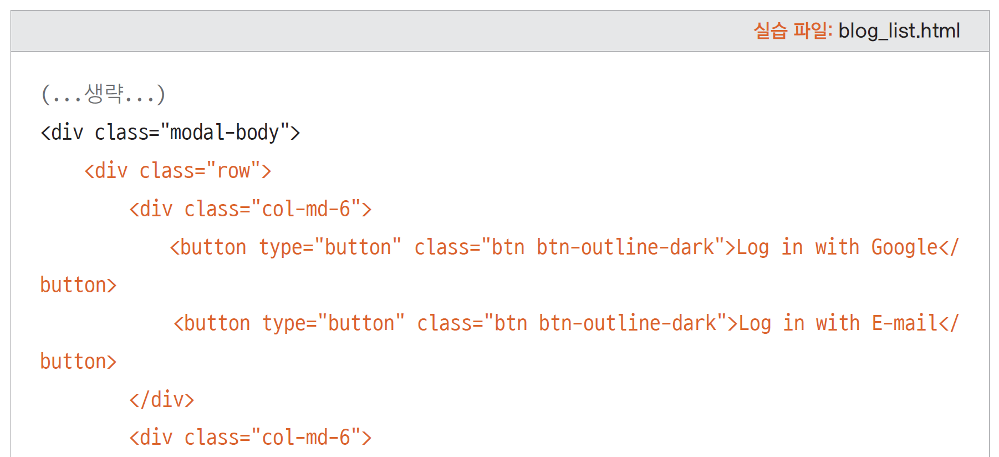 실습 파일: blog_list.html
(...생략...)
<div class="modal-body">
    <div class="row">
        <div class="col-md-6">
            <button type="button" class="btn btn-outline-dark">Log in with Google</
button>
            <button type="button" class="btn btn-outline-dark">Log in with E-mail</
button>
        </div>
        <div class="col-md-6">